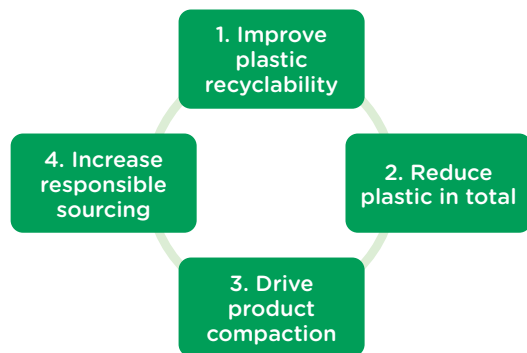 1. Improve
plastic
recyclability
2. Reduce
plastic in total
3. Drive
product
compaction
4. Increase
responsible
sourcing